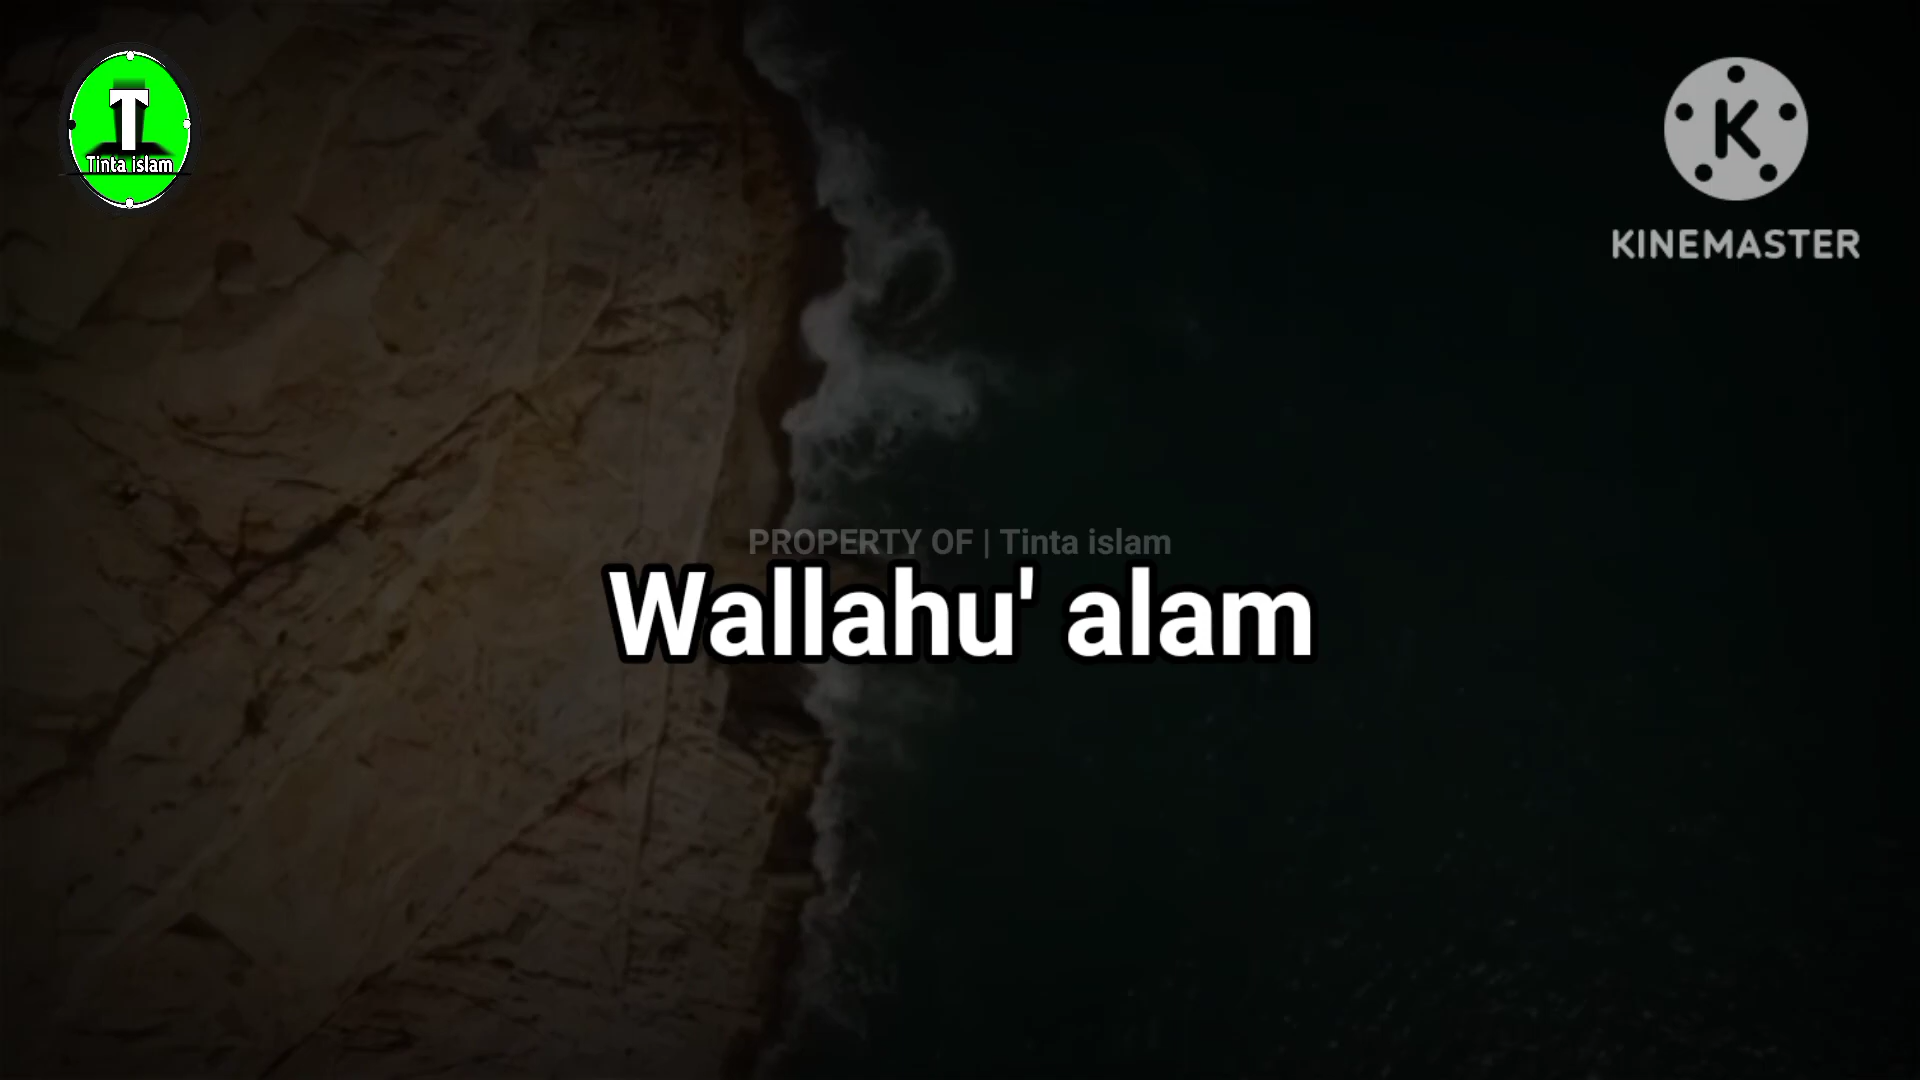 T
Tinta islam
K
KINEMASTER
PROPERTY OF | Tinta islam
Wallahu' alam